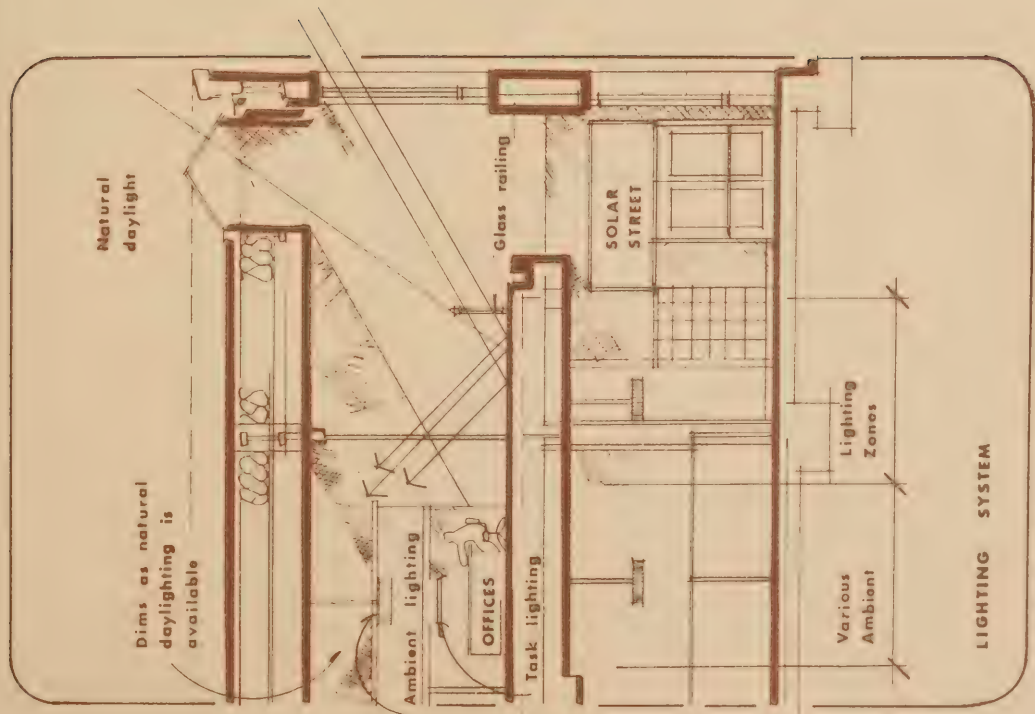 Dims as natural
daylighting is
available
Natural
daylight
Ambient lighting
OFFICES
Task lighting
Glass railing
SOLAR
STREET
Various
Ambiant
Lighting
Zones
LIGHTING SYSTEM